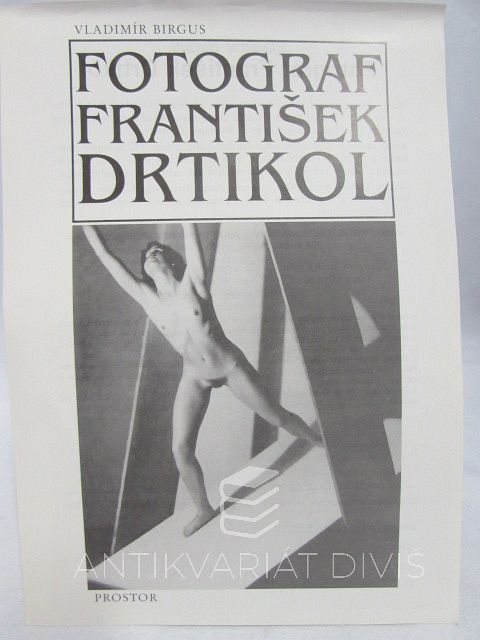 VLADIMÍR BIRGUS
FOTOGRAF
FRANTIŠEK
DRTIKOL
ANTIKVARIÁT DIVIŠ
PROSTOR